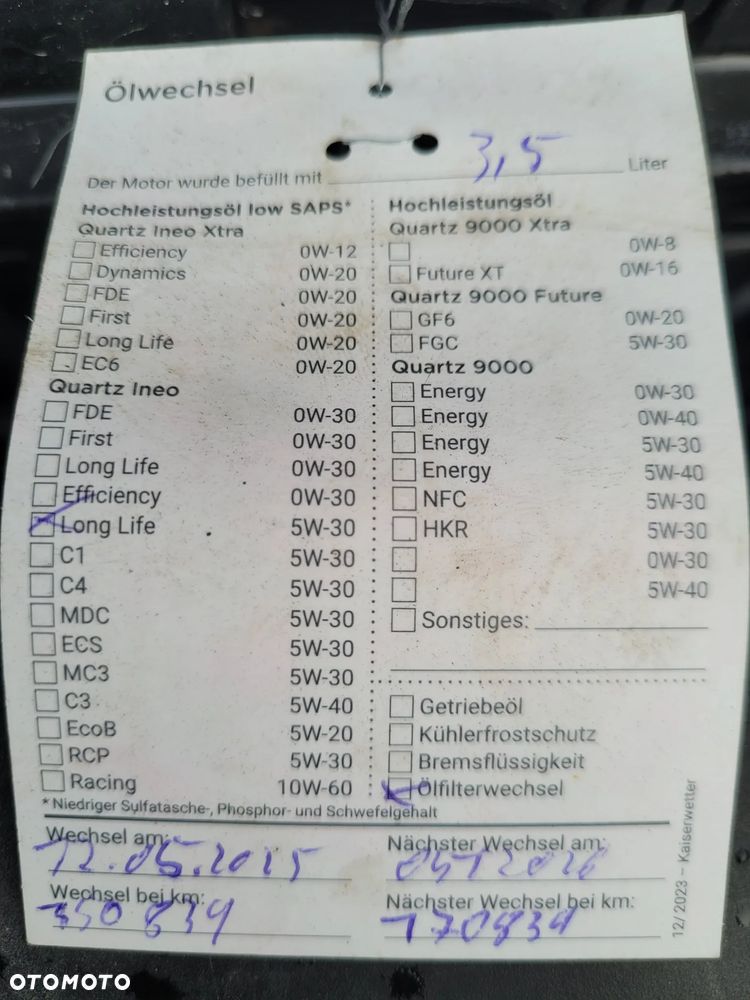 Ölwechsel
Der Motor wurde befüllt mit 3,5 Liter
Hochleistungsöl low SAPS*
Quartz Ineo Xtra
Efficiency 0W-12
Dynamics 0W-20
FDE 0W-20
First 0W-20
Long Life 0W-20
EC6 0W-20
Quartz Ineo
FDE 0W-30
First 0W-30
Long Life 0W-30
Efficiency 0W-30
Long Life 5W-30
C1 5W-30
C4 5W-30
MDC 5W-30
ECS 5W-30
MC3 5W-30
C3 5W-40
EcoB 5W-20
RCP 5W-30
Racing 10W-60
* Niedriger Sulfatasche-, Phosphor- und Schwefelgehalt
Hochleistungsöl
Quartz 9000 Xtra
0W-8
Future XT 0W-16
Quartz 9000 Future
GF6 0W-20
FGC 5W-30
Quartz 9000
Energy 0W-30
Energy 0W-40
Energy 5W-30
Energy 5W-40
NFC 5W-30
HKR 5W-30
0W-30
5W-40
Sonstiges:
Getriebeöl
Kühlerfrostschutz
Bremsflüssigkeit
Ölfilterwechsel
Wechsel am:
12.05.2025
Nächster Wechsel am:
05/2026
Wechsel bei km:
Nächster Wechsel bei km:
12/2023 – Kaiserwetter
OTOMOTO